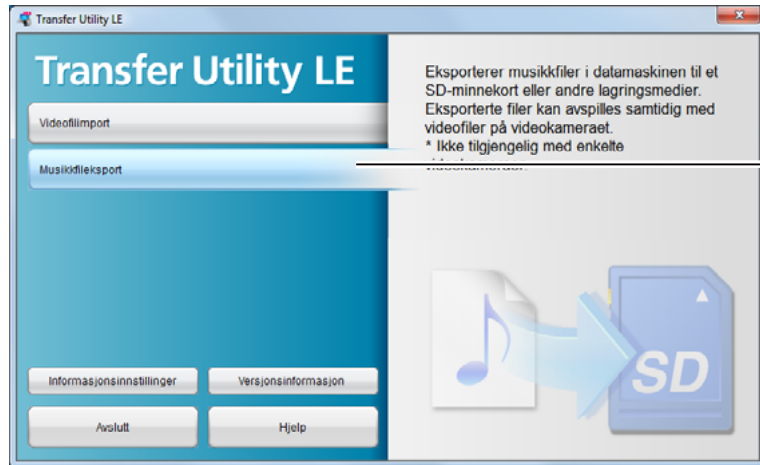 Transfer Utility LE
Transfer Utility LE
Videofilimport
Musikkfileksport
Informasjonsinnstillinger
Versjonsinformasjon
Avslutt
Hjelp
Eksporterer musikkfiler i datamaskinen til et
SD-minnekort eller andre lagringsmedier.
Eksporterte filer kan avspilles samtidig med
videofiler på videokameraet.
* Ikke tilgjengelig med enkelte
SD